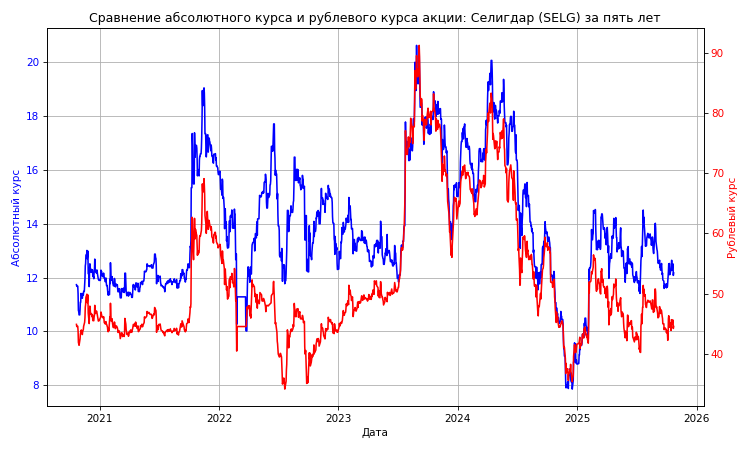 Сравнение абсолютного курса и рублевого курса акции: Селигдар (SELG) за пять лет
Абсолютный курс
20
18
16
14
12
10
8
90
80
70
60
50
40
Рублевый курс
2021 2022 2023 2024 2025 2026
Дата